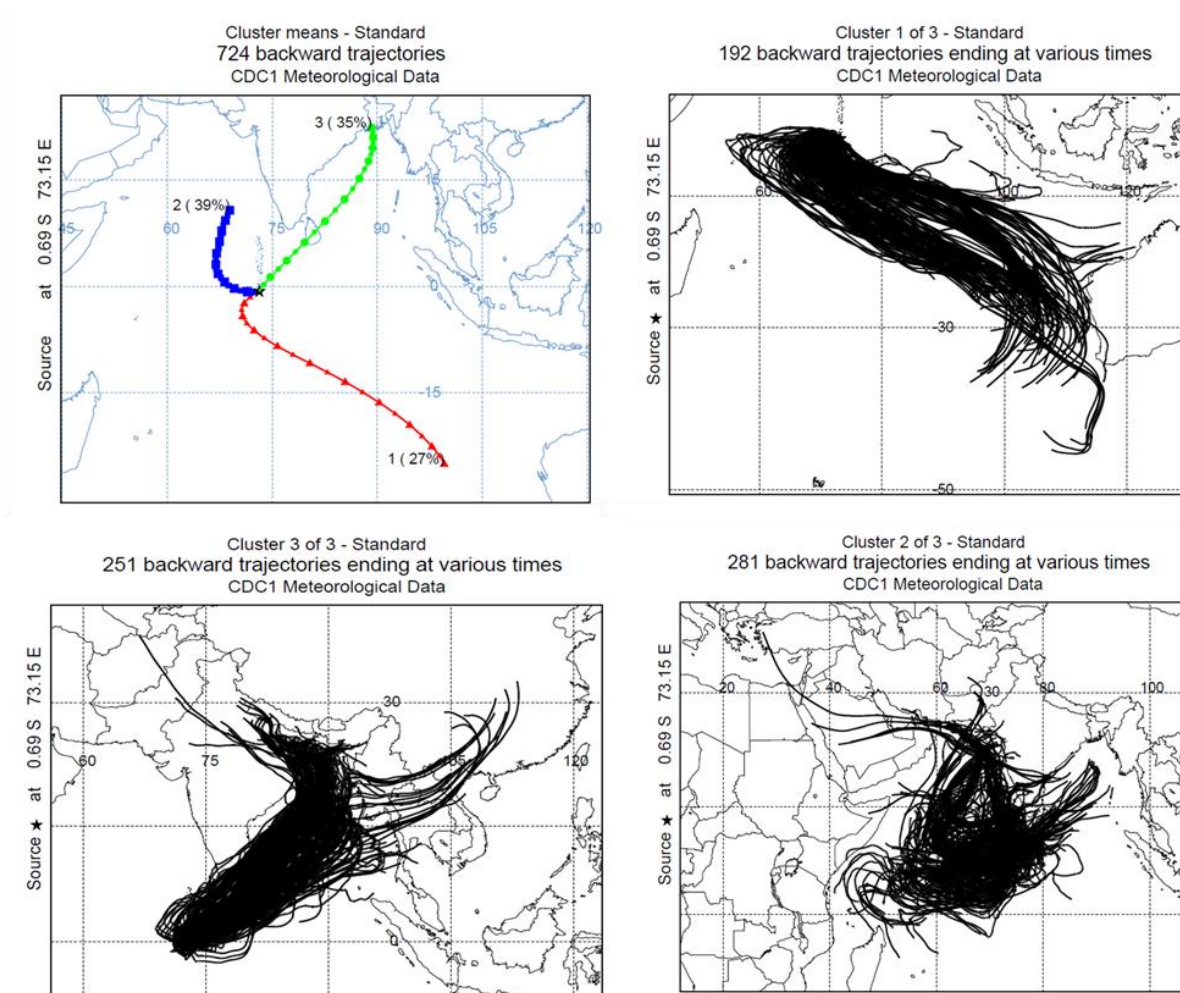 Cluster means - Standard
724 backward trajectories
CDC1 Meteorological Data
Source ★ at 0.69 S 73.15 E
3 ( 35%)
15
2 ( 39%)
45
60
75
90
105
120
0
-15
1 ( 27%)
Cluster 1 of 3 - Standard
192 backward trajectories ending at various times
CDC1 Meteorological Data
Source ★ at 0.69 S 73.15 E
60
100
120
-30
-50
Cluster 3 of 3 - Standard
251 backward trajectories ending at various times
CDC1 Meteorological Data
Source ★ at 0.69 S 73.15 E
30
60
75
105
120
0
Cluster 2 of 3 - Standard
281 backward trajectories ending at various times
CDC1 Meteorological Data
Source ★ at 0.69 S 73.15 E
20
40
60
30
80
100